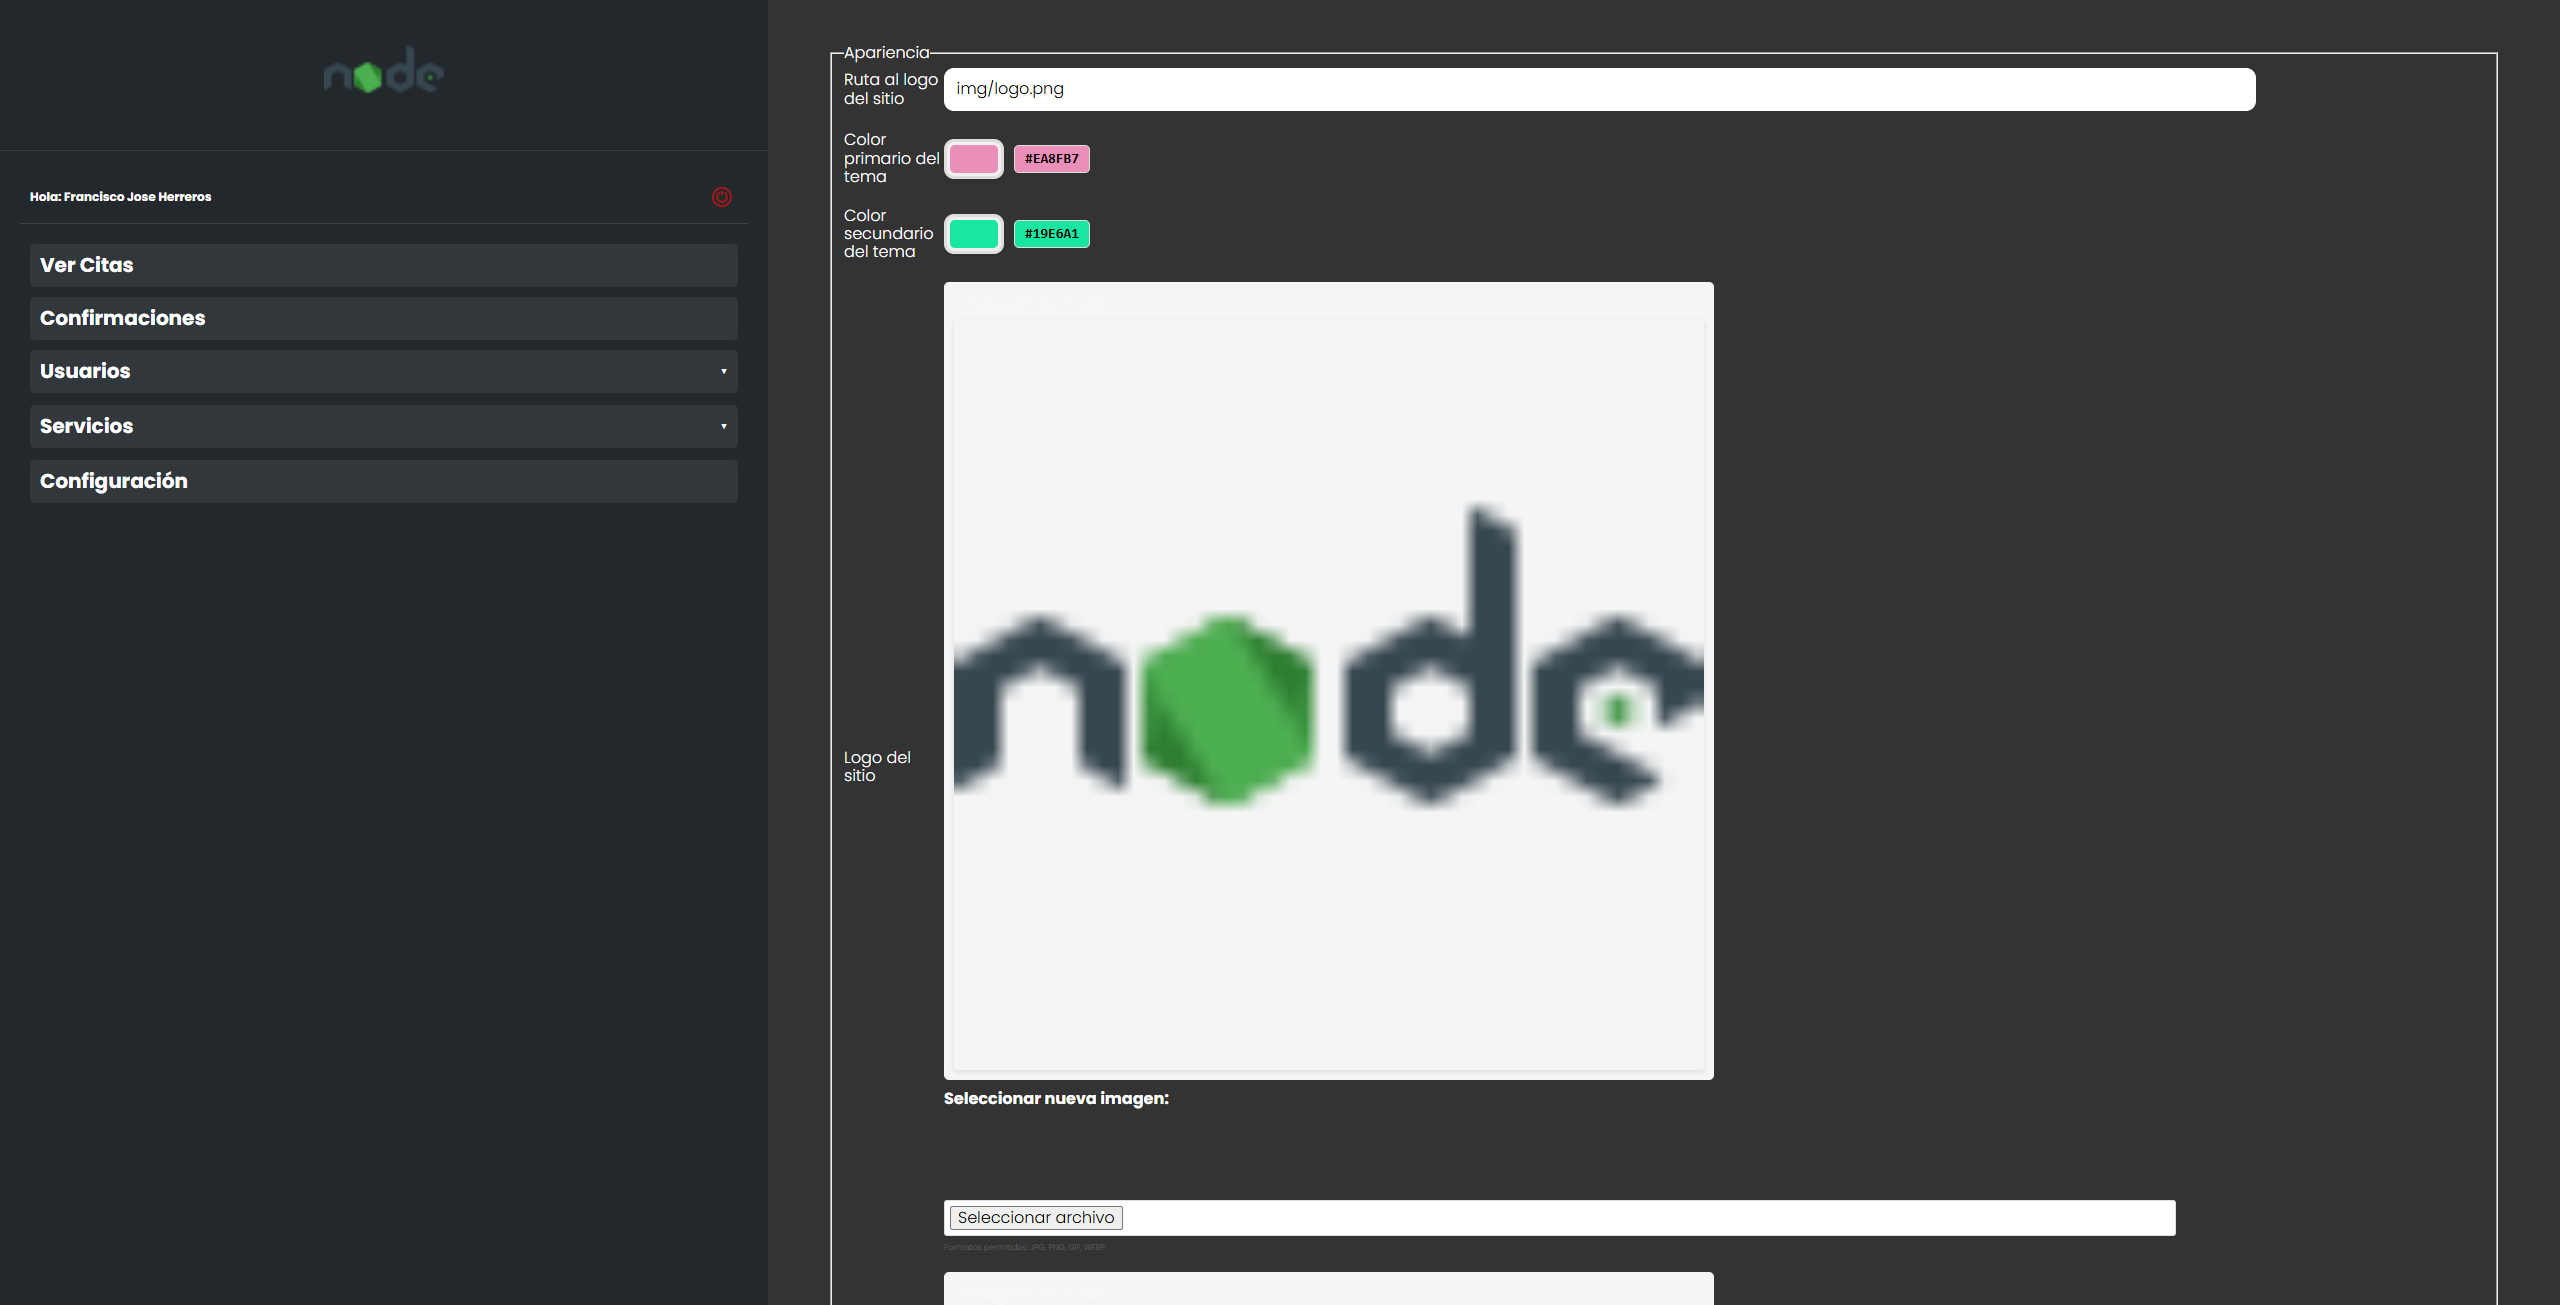 node
Hola: Francisco Jose Herreros
Ver Citas
Confirmaciones
Usuarios
Servicios
Configuración
Apariencia
Ruta al logo
del sitio
img/logo.png
Color
primario del
tema
#EA8FB7
Color
secundario
del tema
#19E6A1
node
Logo del
sitio
Seleccionar nueva imagen:
Seleccionar archivo
Formatos permitidos: JPG, PNG, GIF, WEBP